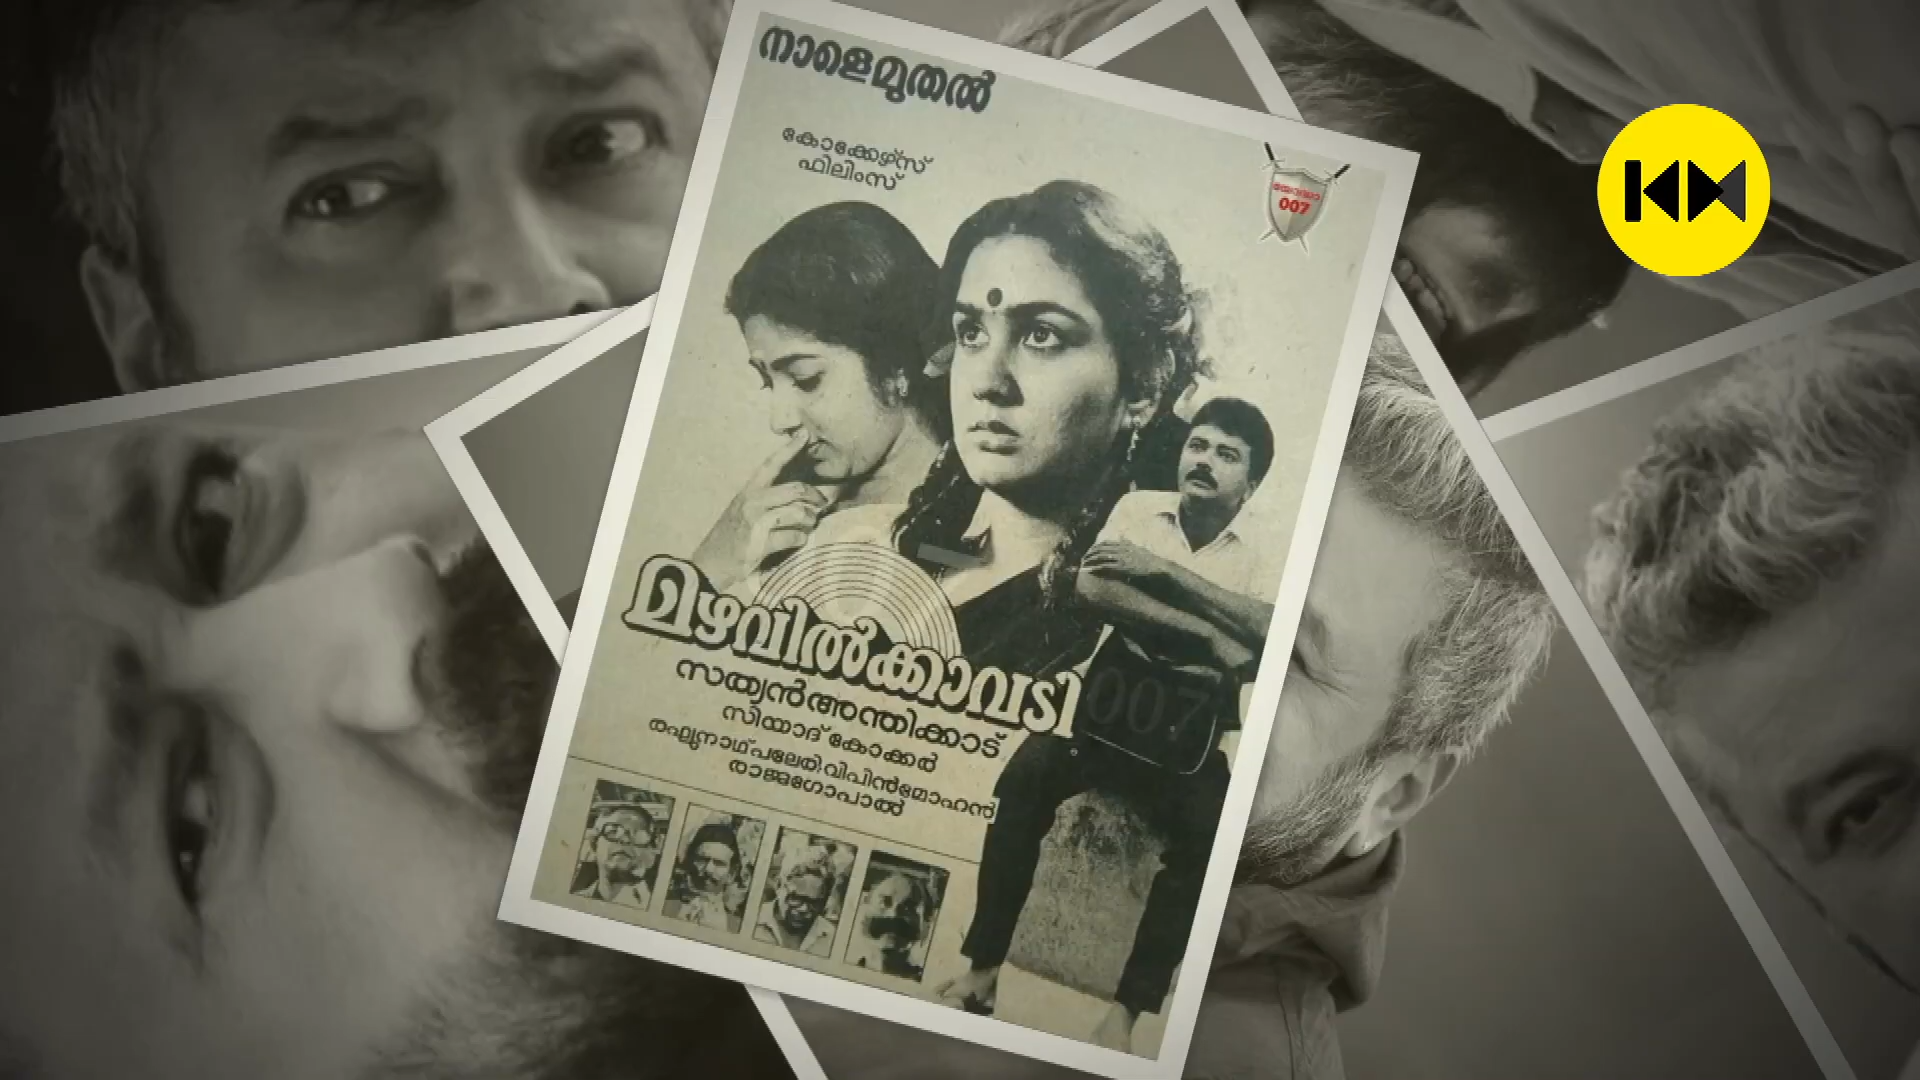 നാളെമുതൽ
കോക്കേഴ്സ്
ഫിലിംസ്
യോദ്ധാ
007
മഴവിൽക്കാവടി
007
സത്യൻഅന്തിക്കാട്
സിയാദ് കോക്കർ
രഘുനാഥ്പലേരി.വിപിൻമോഹൻ
രാജഗോപാൽ